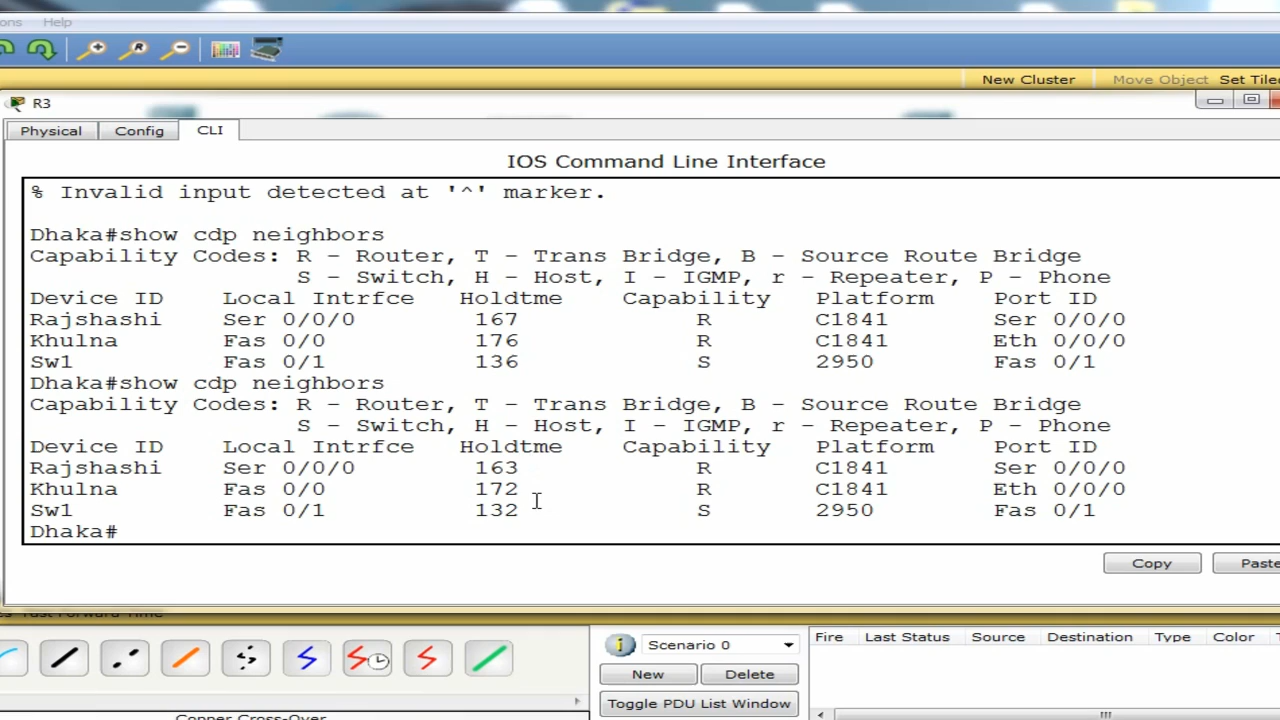 ons Help
New Cluster Move Object Set Tile
R3
Physical Config CLI
IOS Command Line Interface
% Invalid input detected at '^' marker.
Dhaka#show cdp neighbors
Capability Codes: R - Router, T - Trans Bridge, B - Source Route Bridge
S - Switch, H - Host, I - IGMP, r - Repeater, P - Phone
Device ID Local Intrfce Holdtme Capability Platform Port ID
Rajshashi Ser 0/0/0 167 R C1841 Ser 0/0/0
Khulna Fas 0/0 176 R C1841 Eth 0/0/0
Sw1 Fas 0/1 136 S 2950 Fas 0/1
Dhaka#show cdp neighbors
Capability Codes: R - Router, T - Trans Bridge, B - Source Route Bridge
S - Switch, H - Host, I - IGMP, r - Repeater, P - Phone
Device ID Local Intrfce Holdtme Capability Platform Port ID
Rajshashi Ser 0/0/0 163 R C1841 Ser 0/0/0
Khulna Fas 0/0 172 R C1841 Eth 0/0/0
Sw1 Fas 0/1 132 S 2950 Fas 0/1
Dhaka#
Copy Paste
Fast Forward Time
Scenario 0
Fire Last Status Source Destination Type Color
New Delete
Toggle PDU List Window
Copper Cross-Over